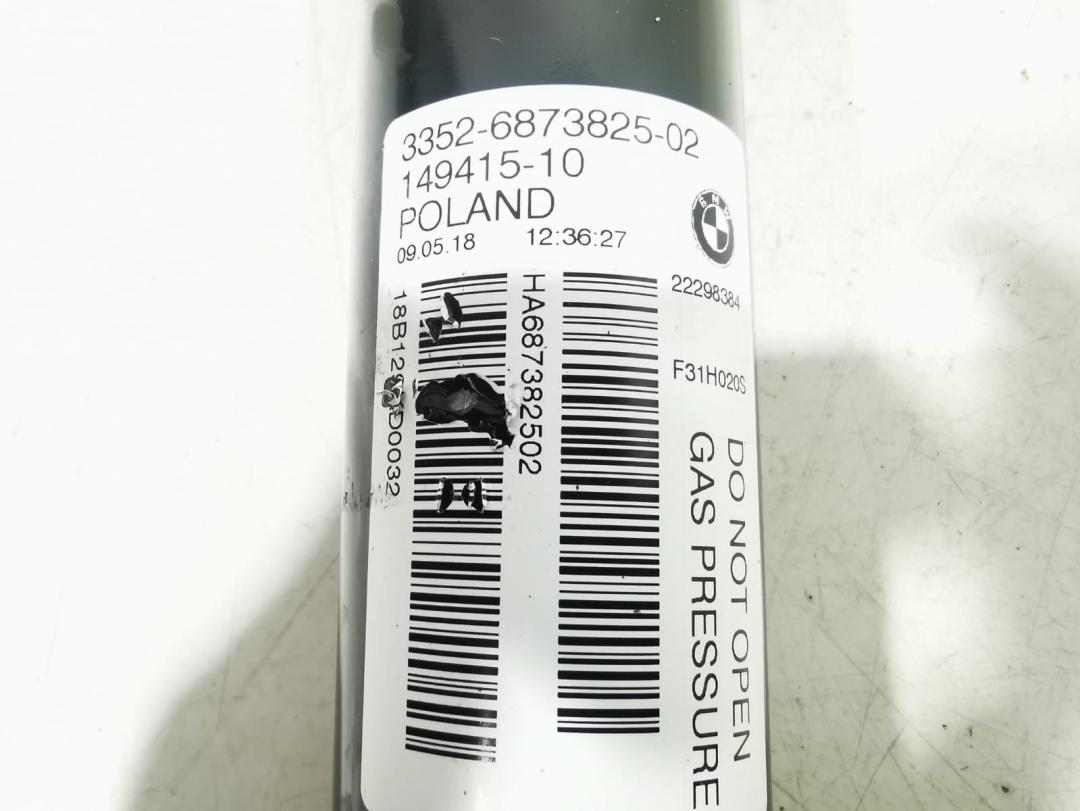 3352-6873825-02
149415-10
POLAND
09.05.18 12:36:27
BMW
22298384
F31H020S
HA687382502
DO NOT OPEN
GAS PRESSURE